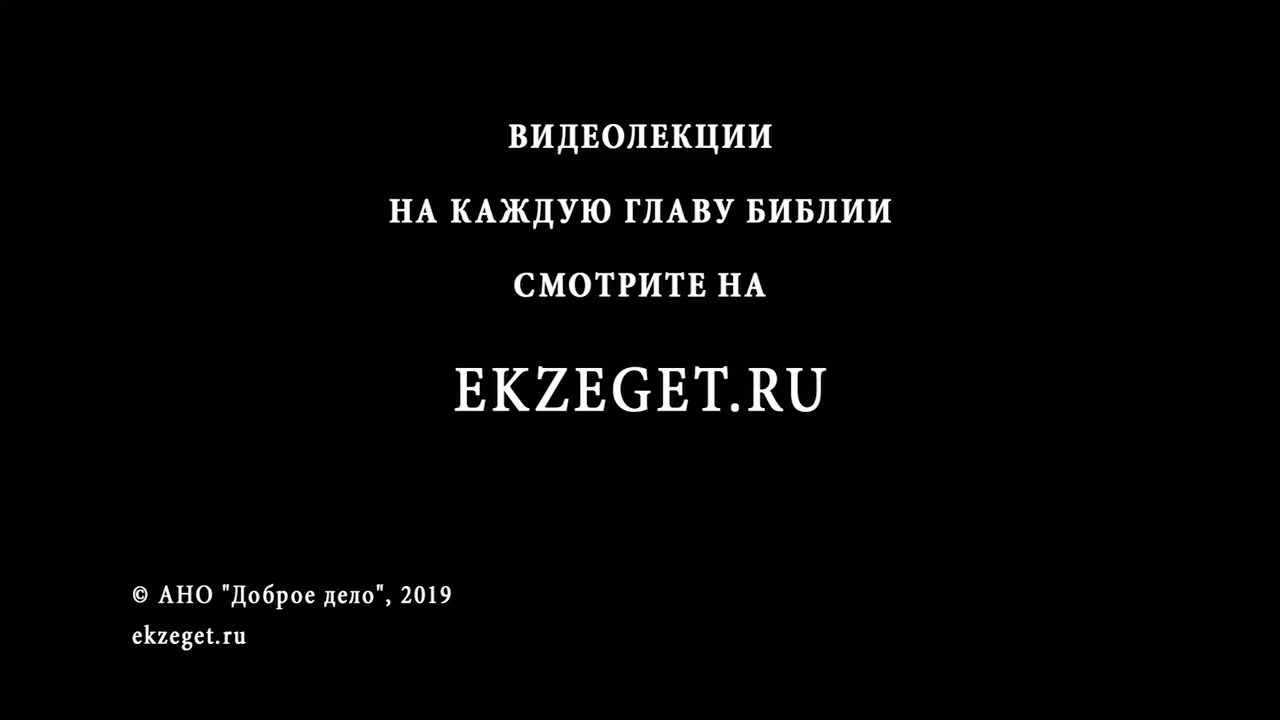 ВИДЕОЛЕКЦИИ
НА КАЖДУЮ ГЛАВУ БИБЛИИ
СМОТРИТЕ НА
EKZEGET.RU
© АНО "Доброе дело", 2019
ekzeget.ru